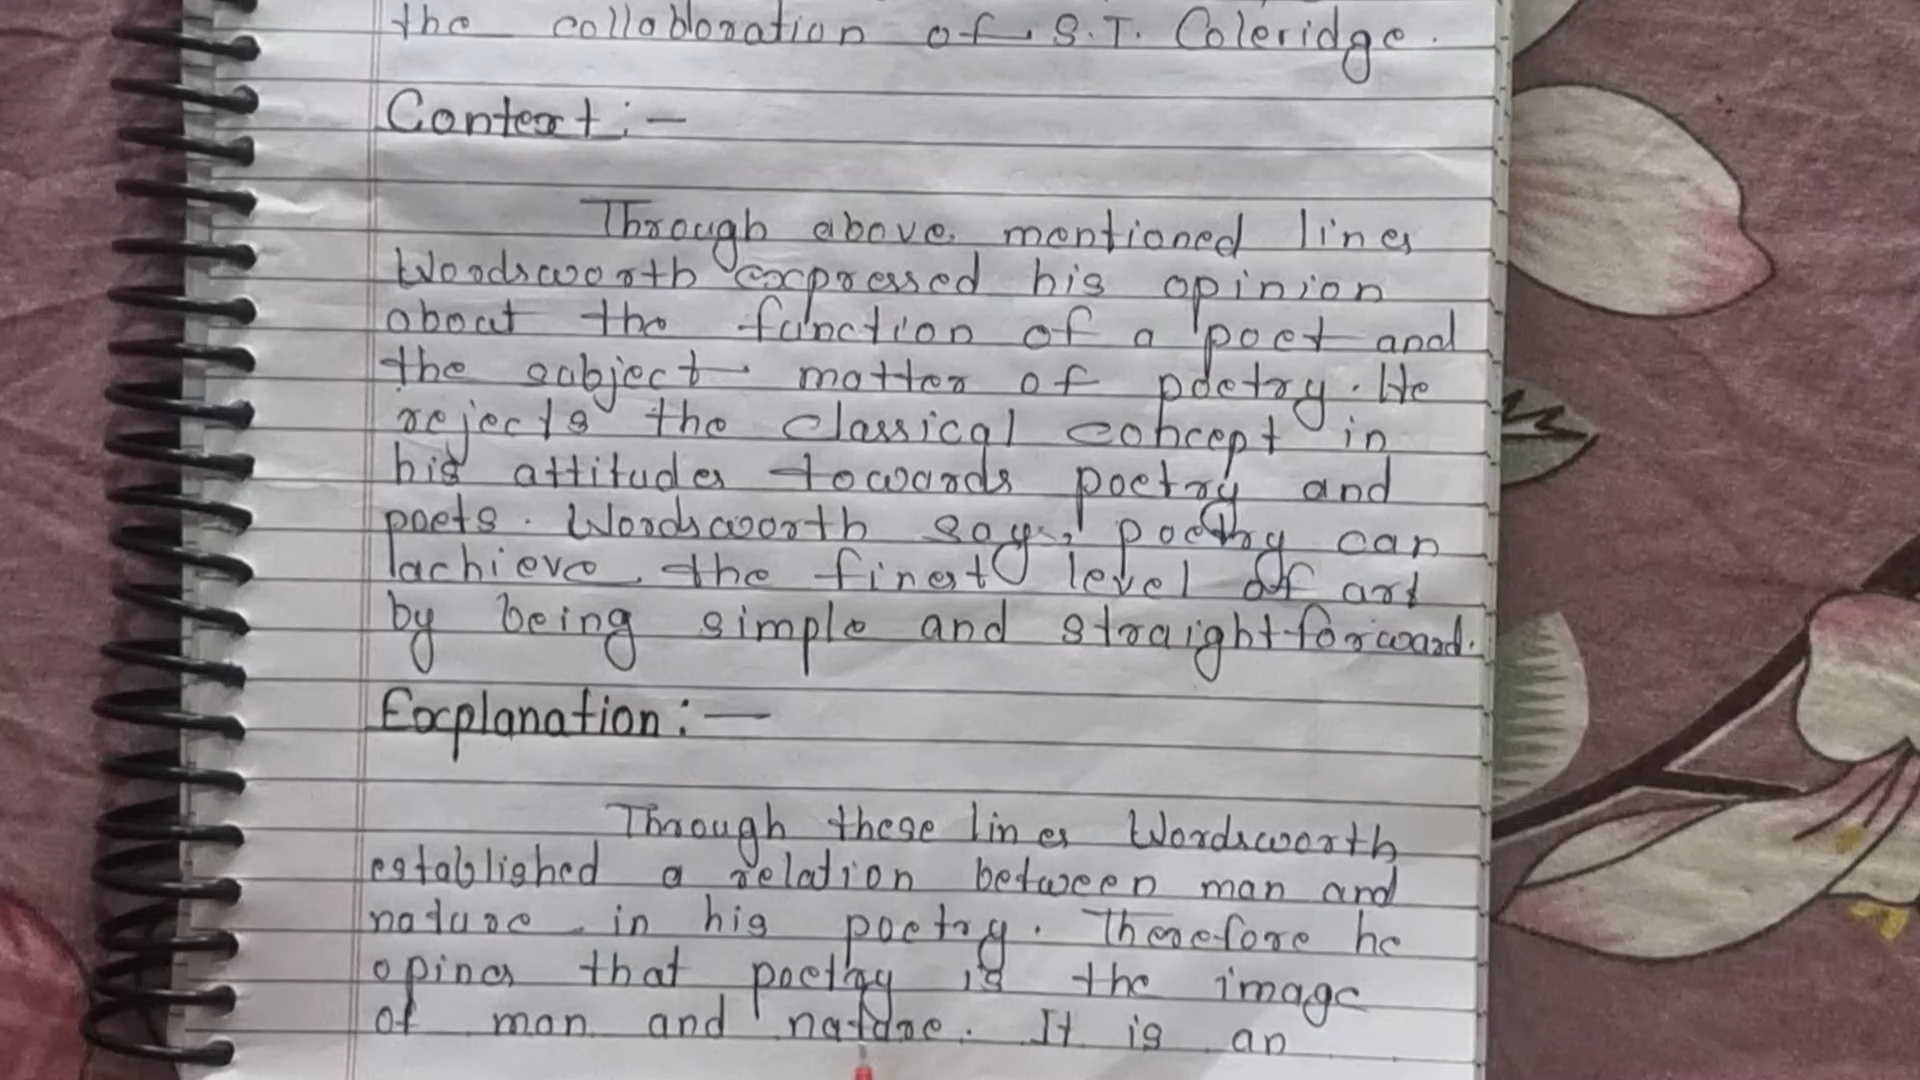 the collabloration of S.T. Coleridge.
Context :-
Through above mentioned lines
Wordsworth expressed his opinion
about the function of a poet and
the subject matter of poetry. He
rejects the classical concept in
his attitudes towards poetry and
poets. Wordsworth says, poetry can
achieve the finest level of art
by being simple and straightforward.
Explanation :-
Through these lines Wordsworth
established a relation between man and
nature in his poetry. Therefore he
opines that poetry is the image
of man and nature. It is an